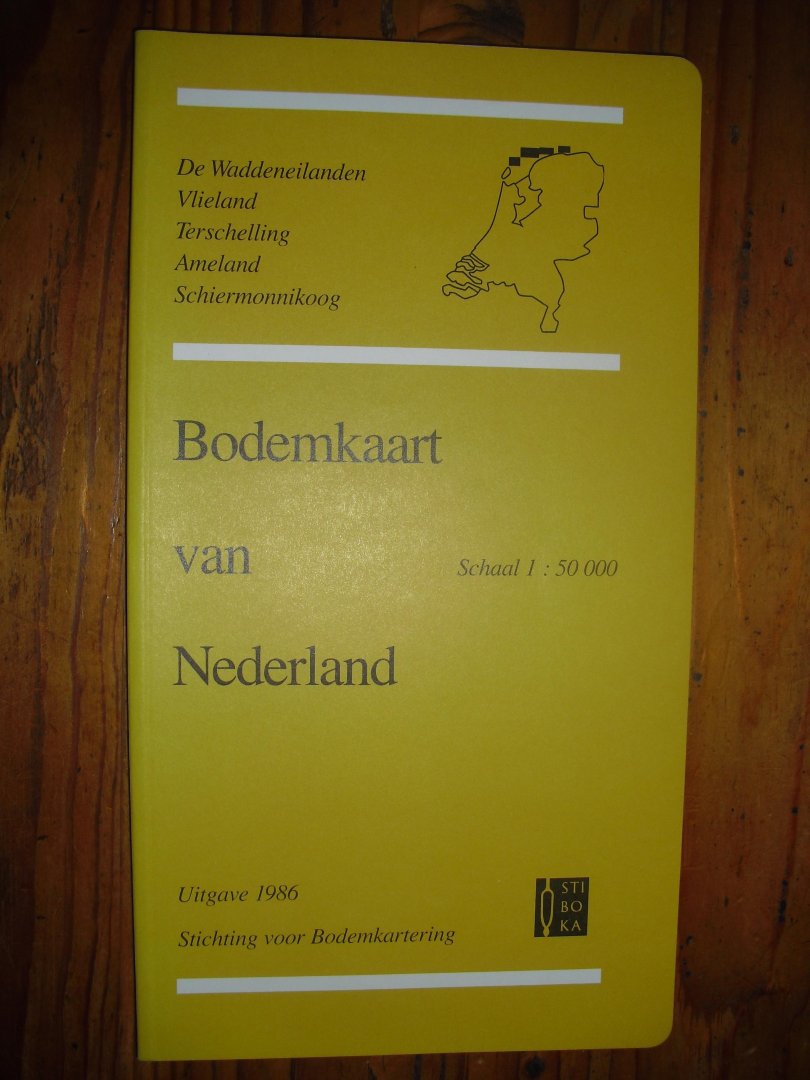 De Waddeneilanden
Vlieland
Terschelling
Ameland
Schiermonnikoog
Bodemkaart
van
Schaal 1 : 50 000
Nederland
Uitgave 1986
Stichting voor Bodemkartering
STI
BO
KA